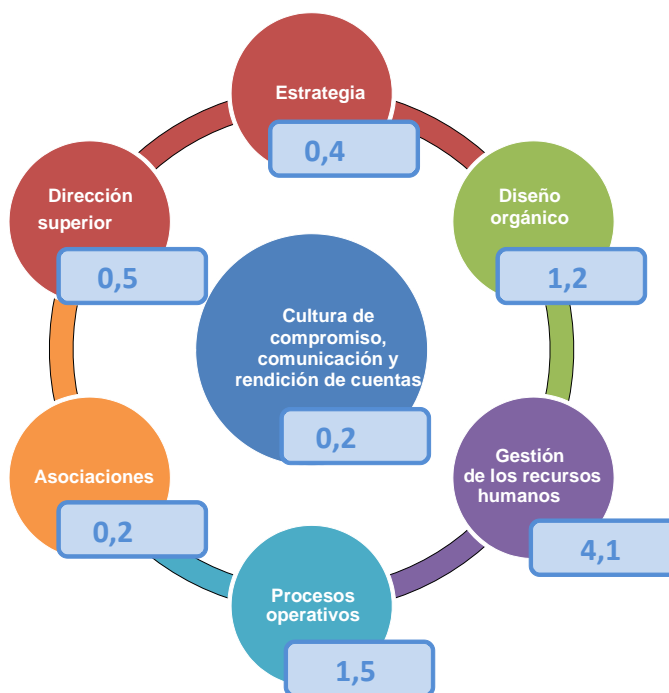 Estrategia
0,4
Dirección
superior
0,5
Diseño
orgánico
1,2
Cultura de
compromiso,
comunicación y
rendición de cuentas
0,2
Asociaciones
0,2
Gestión
de los recursos
humanos
4,1
Procesos
operativos
1,5